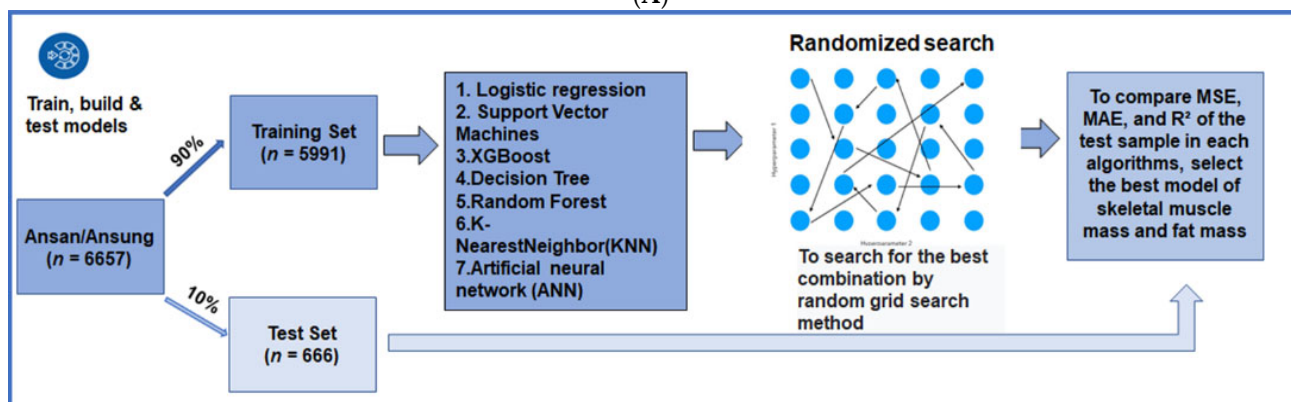 (A)
Train, build &
test models
Ansan/Ansung
(n = 6657)
90%
10%
Training Set
(n = 5991)
Test Set
(n = 666)
1. Logistic regression
2. Support Vector
Machines
3.XGBoost
4.Decision Tree
5.Random Forest
6.K-
NearestNeighbor(KNN)
7.Artificial neural
network (ANN)
Randomized search
Hyperparameter 1
Hyperparameter 2
To search for the best
combination by
random grid search
method
To compare MSE,
MAE, and R² of the
test sample in each
algorithms, select
the best model of
skeletal muscle
mass and fat mass